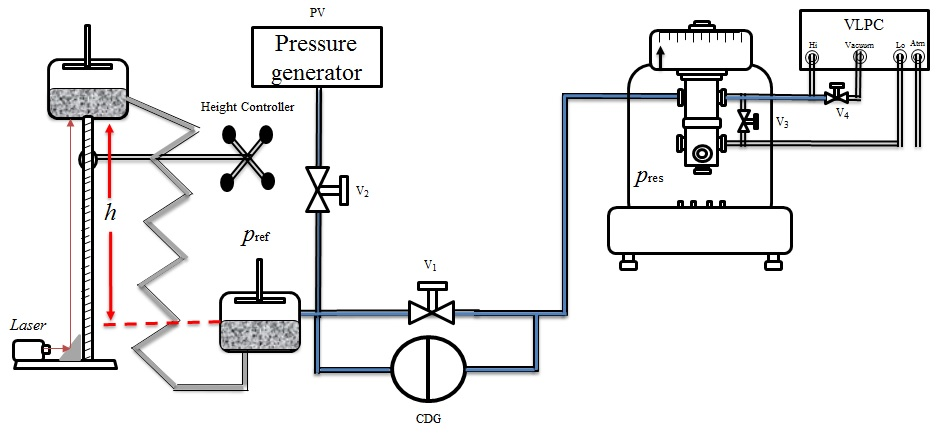 PV
Pressure
generator
VLPC
Hi
Vacuum
Lo
Atm
Height Controller
V4
V3
V2
h
pref
pres
V1
Laser
CDG